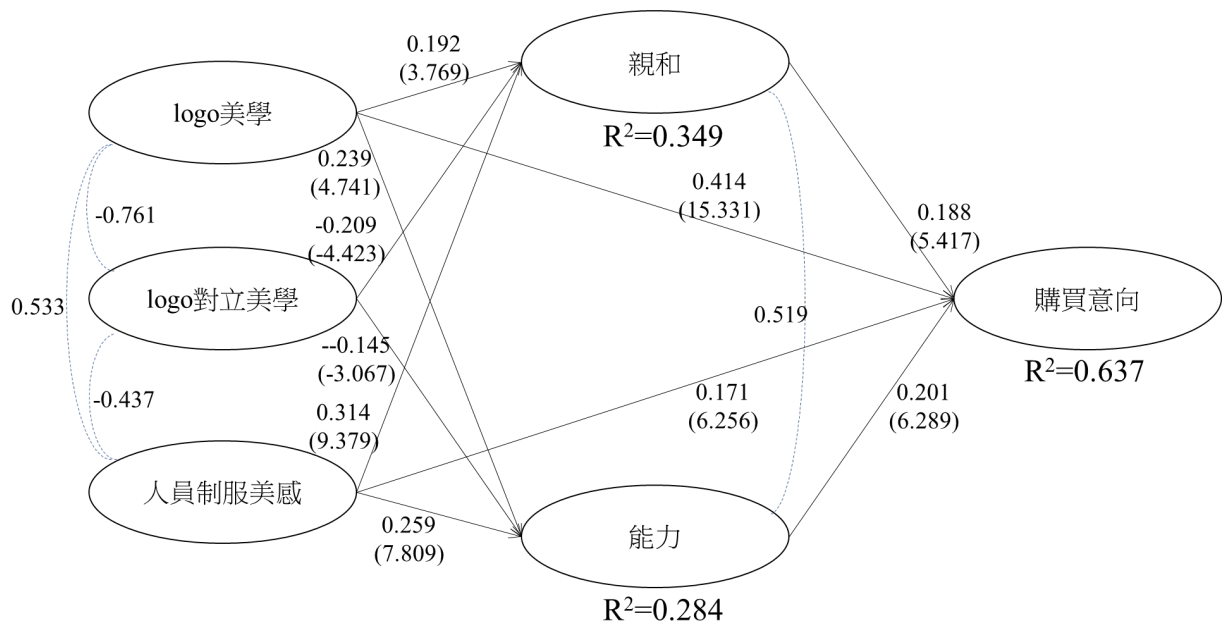 0.192
(3.769)
親和
R²=0.349
logo美學
0.239
(4.741)
0.414
(15.331)
-0.761
-0.209
(-4.423)
0.188
(5.417)
0.533
logo對立美學
0.519
購買意向
R²=0.637
--0.145
(-3.067)
-0.437
0.171
(6.256)
0.201
(6.289)
0.314
(9.379)
人員制服美感
0.259
(7.809)
能力
R²=0.284